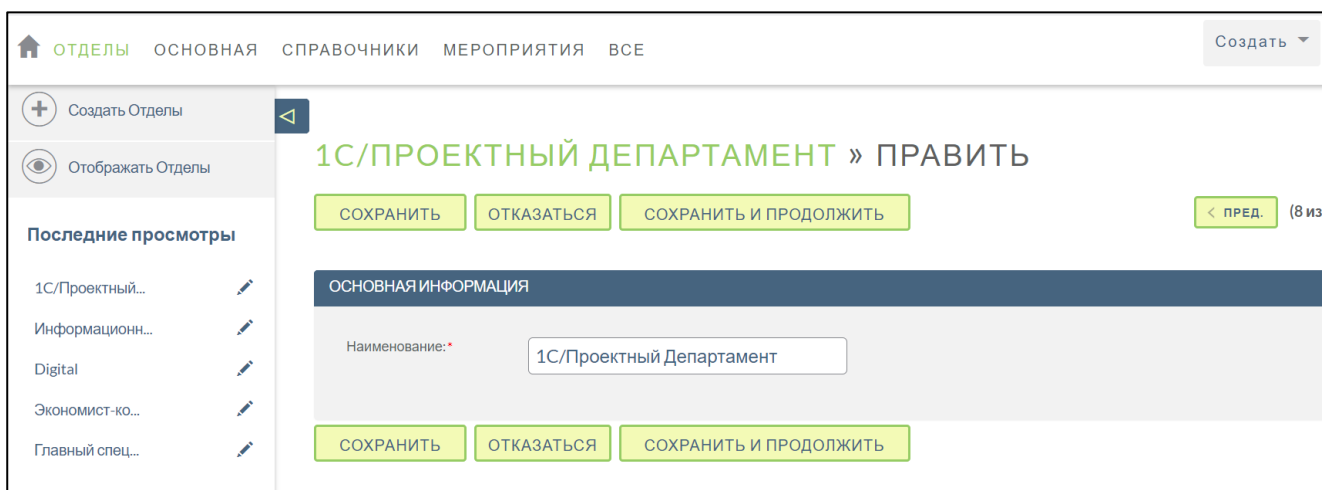 ОТДЕЛЫ ОСНОВНАЯ СПРАВОЧНИКИ МЕРОПРИЯТИЯ ВСЕ Создать
Создать Отделы
Отображать Отделы
1С/ПРОЕКТНЫЙ ДЕПАРТАМЕНТ » ПРАВИТЬ
СОХРАНИТЬ ОТКАЗАТЬСЯ СОХРАНИТЬ И ПРОДОЛЖИТЬ < ПРЕД. (8 из
Последние просмотры
1С/Проектный...
Информационн...
Digital
Экономист-ко...
Главный спец...
ОСНОВНАЯ ИНФОРМАЦИЯ
Наименование:* 1С/Проектный Департамент
СОХРАНИТЬ ОТКАЗАТЬСЯ СОХРАНИТЬ И ПРОДОЛЖИТЬ